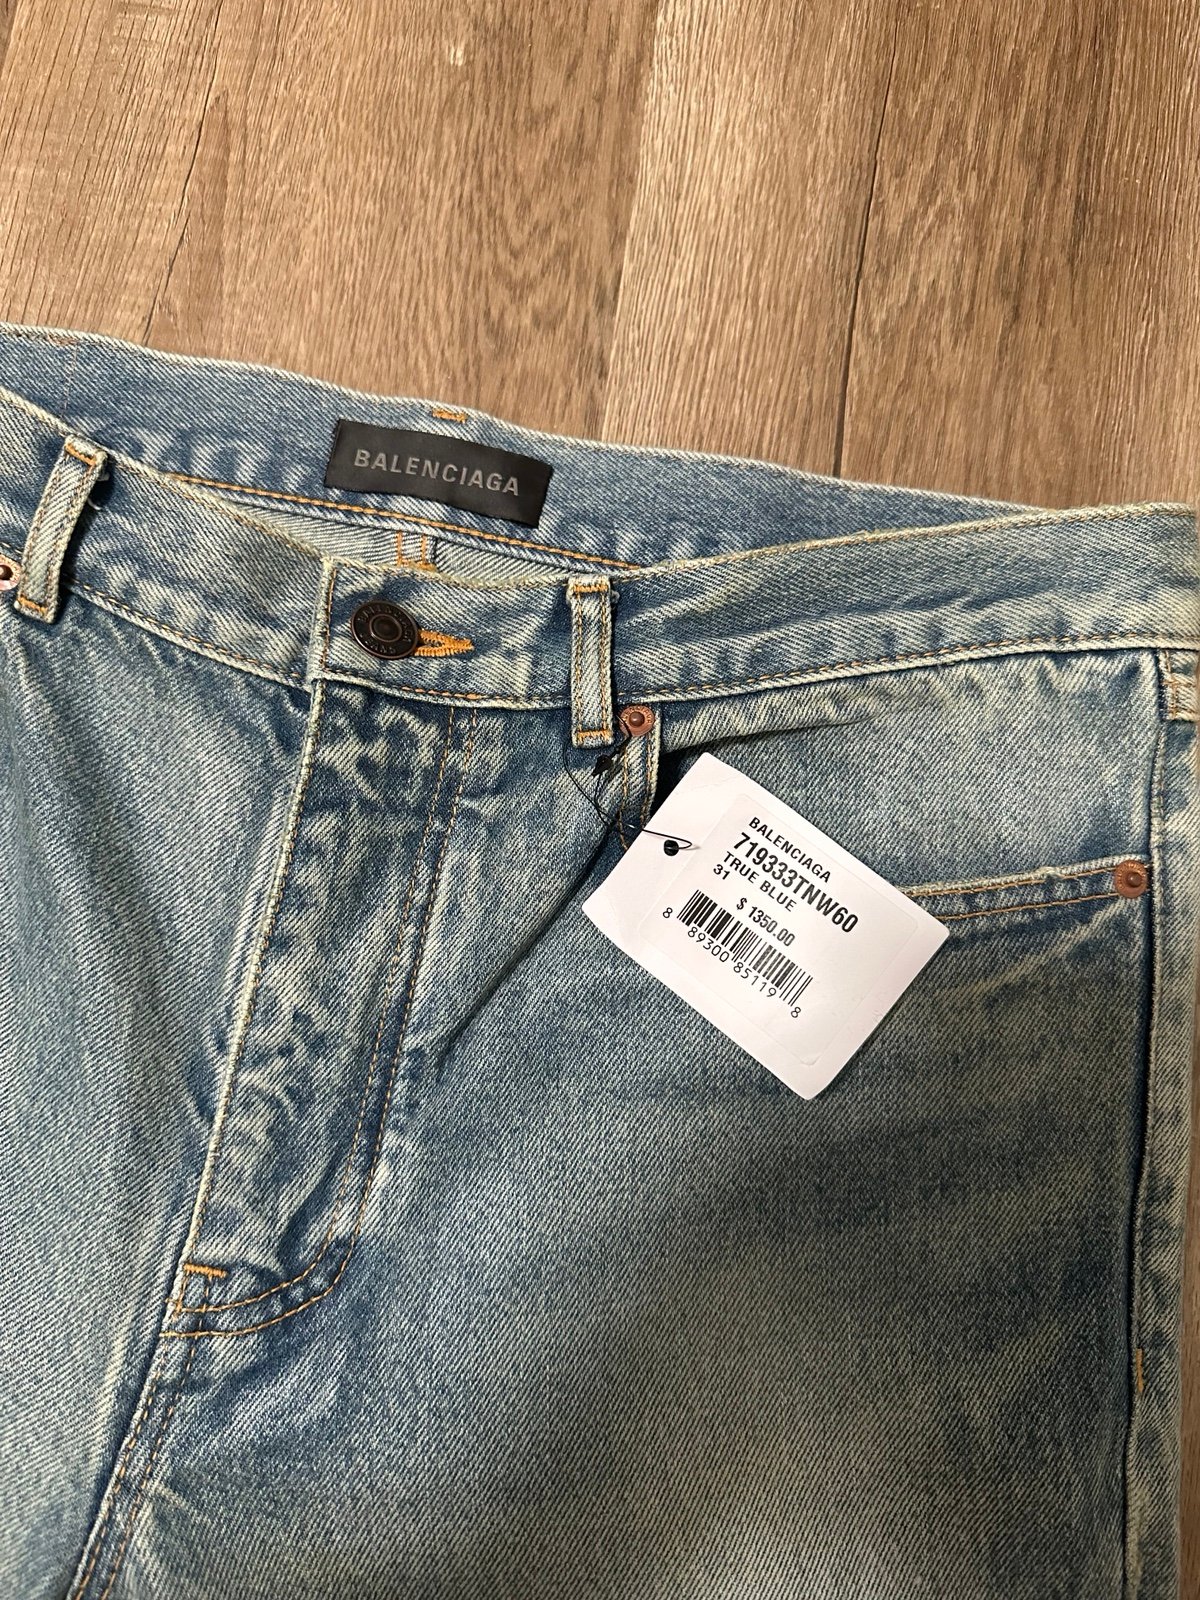 BALENCIAGA
BALENCIAGA
719333TNW60
TRUE BLUE
31
$ 1350.00
8 89300 85119 8